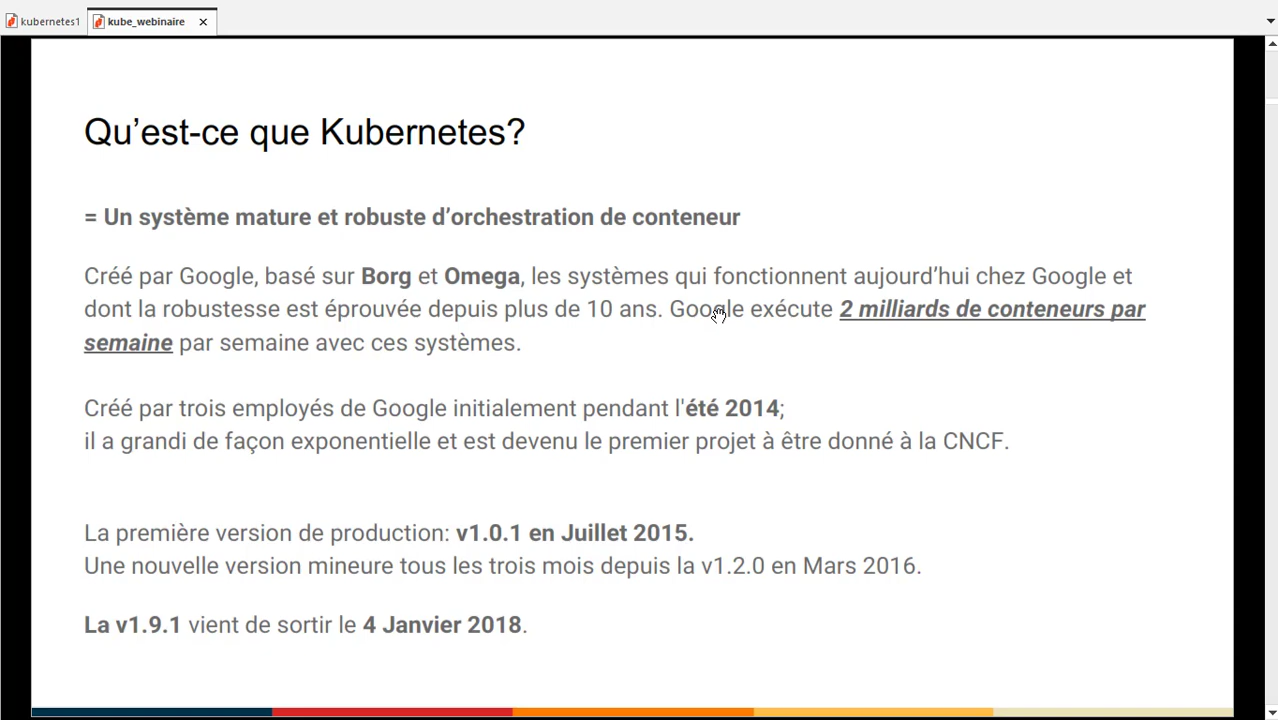 kubernetes1
kube_webinaire
Qu’est-ce que Kubernetes?
= Un système mature et robuste d’orchestration de conteneur
Créé par Google, basé sur Borg et Omega, les systèmes qui fonctionnent aujourd’hui chez Google et
dont la robustesse est éprouvée depuis plus de 10 ans. Google exécute 2 milliards de conteneurs par
semaine par semaine avec ces systèmes.
Créé par trois employés de Google initialement pendant l'été 2014;
il a grandi de façon exponentielle et est devenu le premier projet à être donné à la CNCF.
La première version de production: v1.0.1 en Juillet 2015.
Une nouvelle version mineure tous les trois mois depuis la v1.2.0 en Mars 2016.
La v1.9.1 vient de sortir le 4 Janvier 2018.